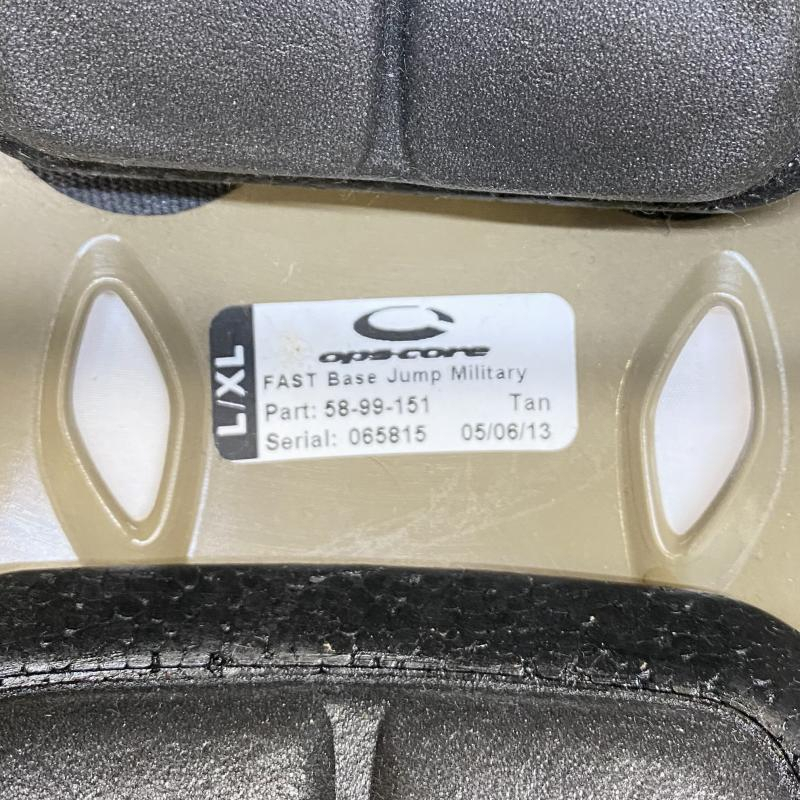 L/XL
ops-core
FAST Base Jump Military
Part: 58-99-151 Tan
Serial: 065815 05/06/13